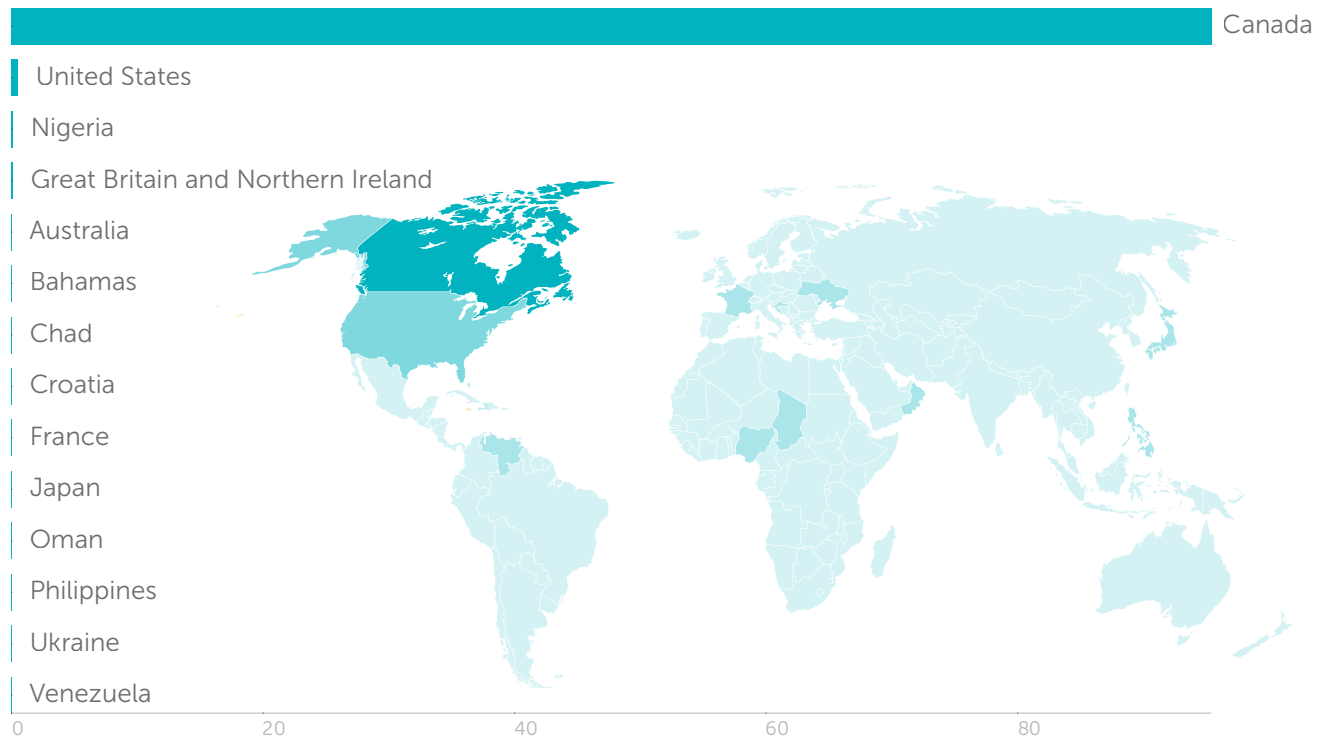 Canada
United States
Nigeria
Great Britain and Northern Ireland
Australia
Bahamas
Chad
Croatia
France
Japan
Oman
Philippines
Ukraine
Venezuela
0 20 40 60 80